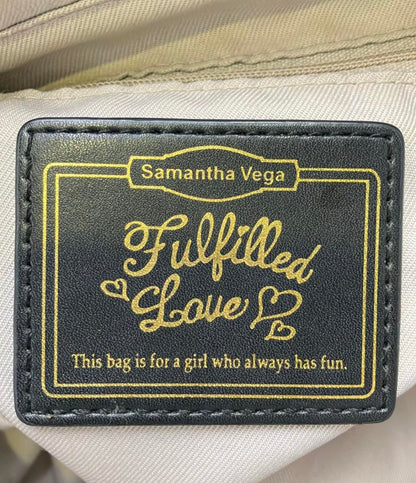 Samantha Vega
Fulfilled
Love
This bag is for a girl who always has fun.